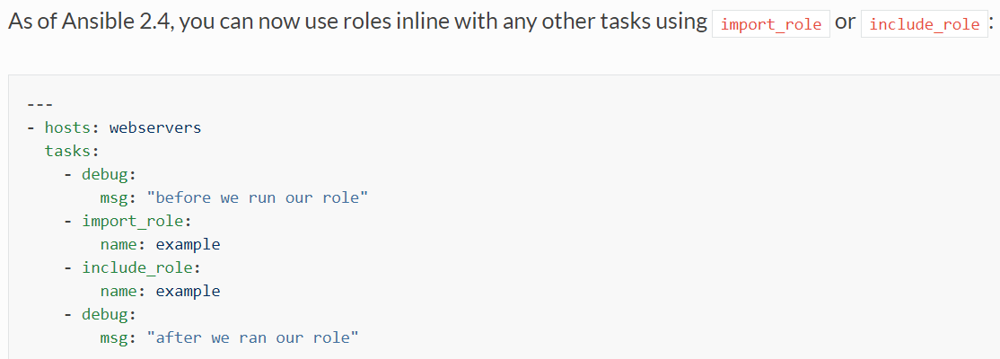 As of Ansible 2.4, you can now use roles inline with any other tasks using import_role or include_role:
---
- hosts: webservers
  tasks:
    - debug:
        msg: "before we run our role"
    - import_role:
        name: example
    - include_role:
        name: example
    - debug:
        msg: "after we ran our role"